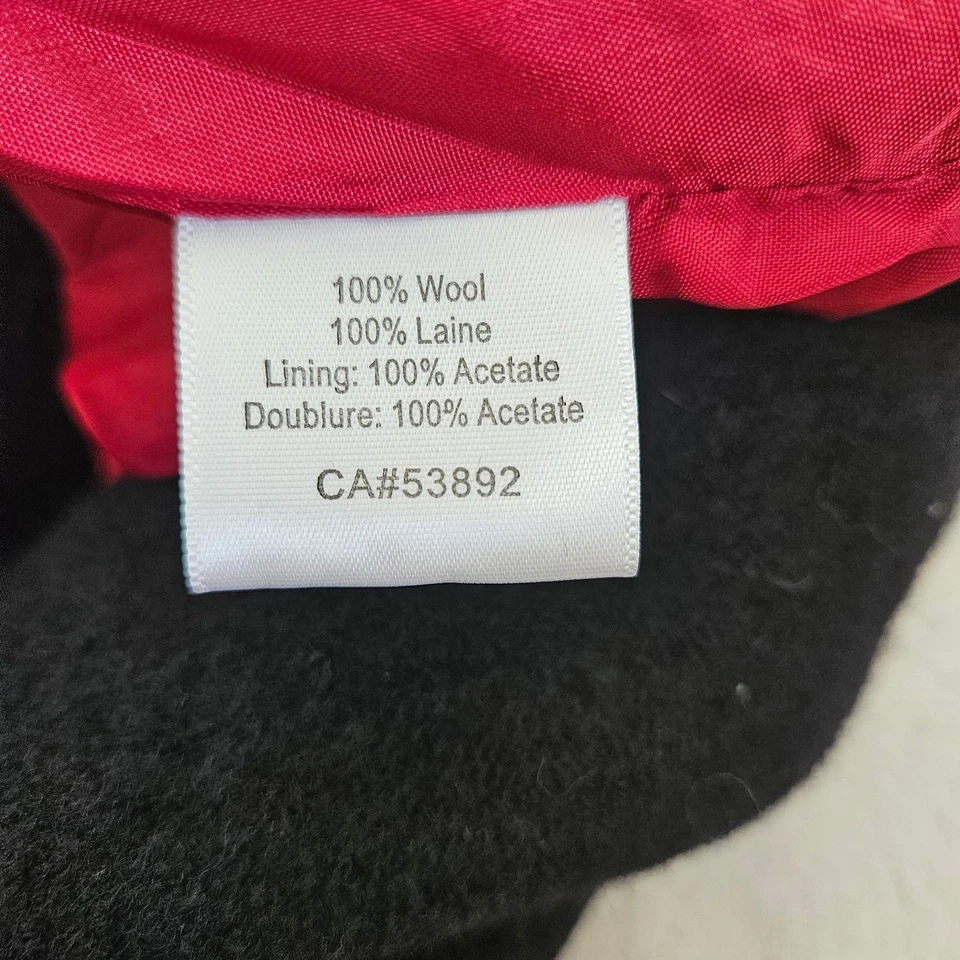 100% Wool
100% Laine
Lining: 100% Acetate
Doublure: 100% Acetate
CA#53892